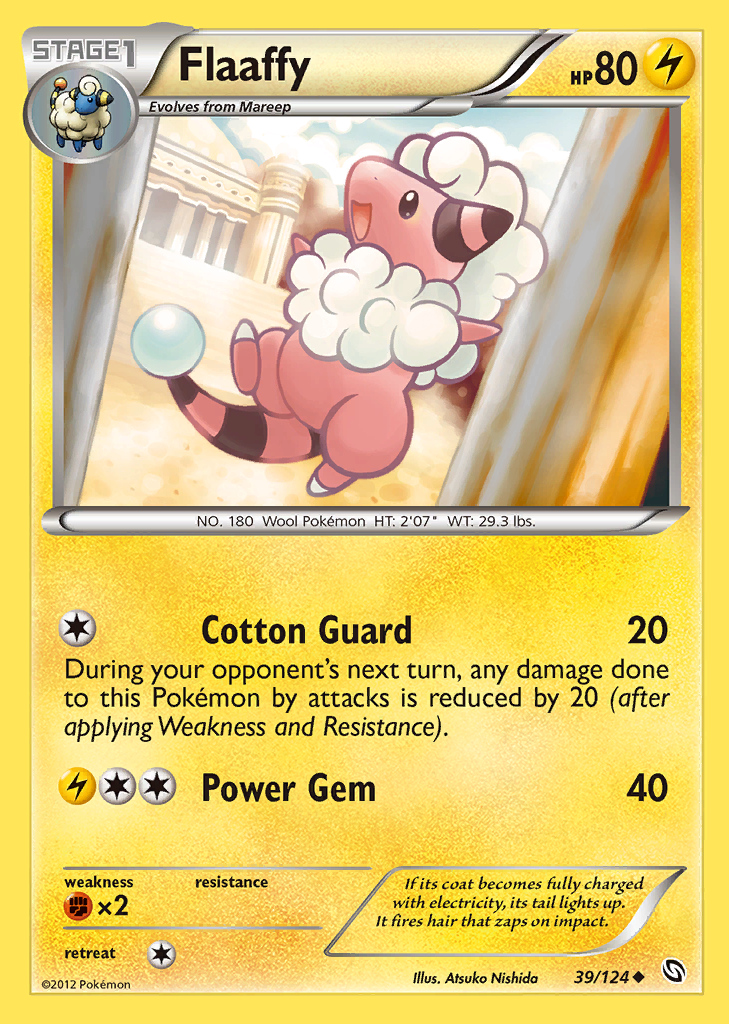 STAGE1
Flaaffy
HP80
Evolves from Mareep
NO. 180 Wool Pokémon HT: 2'07" WT: 29.3 lbs.
Cotton Guard 20
During your opponent's next turn, any damage done
to this Pokémon by attacks is reduced by 20 (after
applying Weakness and Resistance).
Power Gem 40
weakness resistance
×2
If its coat becomes fully charged
with electricity, its tail lights up.
It fires hair that zaps on impact.
retreat
©2012 Pokémon
Illus. Atsuko Nishida
39/124